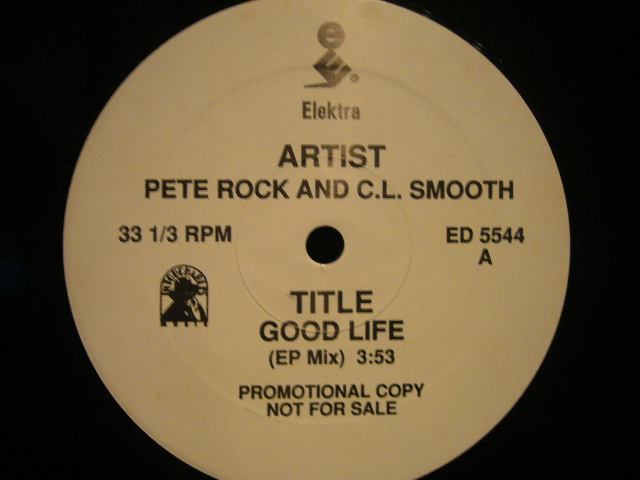 Elektra
ARTIST
PETE ROCK AND C.L. SMOOTH
33 1/3 RPM
ED 5544
A
TITLE
GOOD LIFE
(EP Mix) 3:53
PROMOTIONAL COPY
NOT FOR SALE